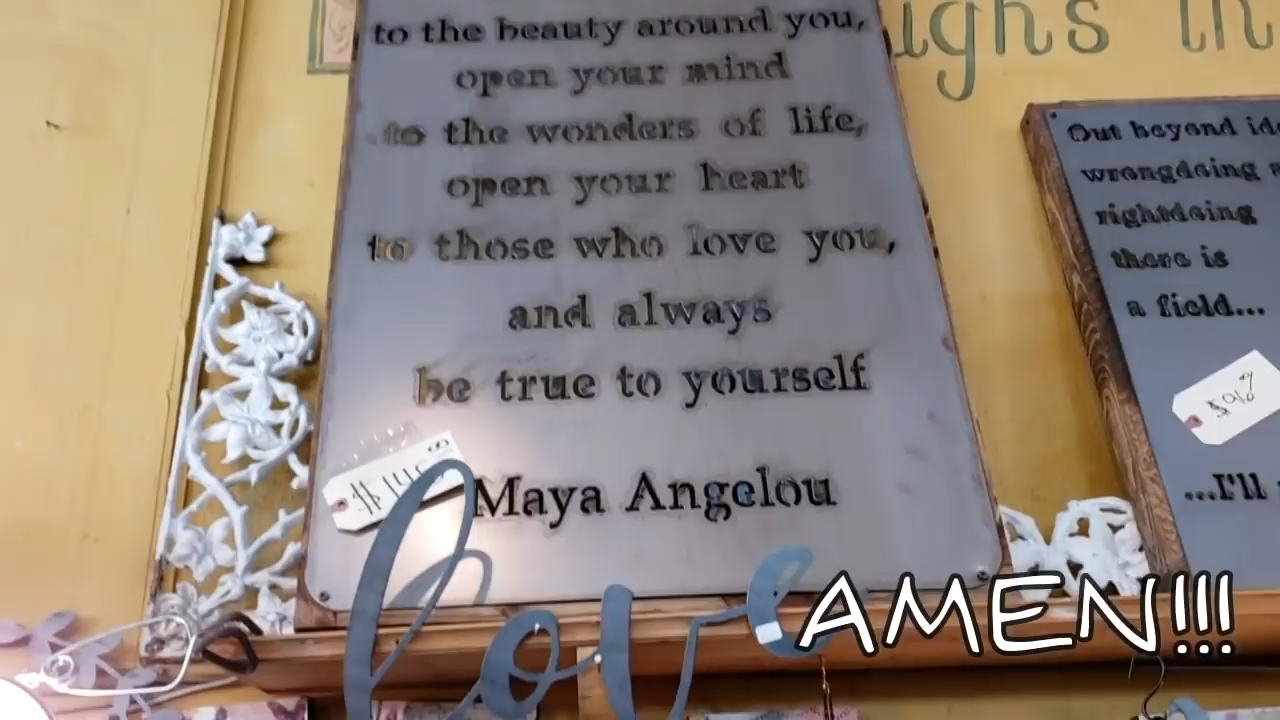 to the beauty around you,
open your mind
to the wonders of life,
open your heart
to those who love you,
and always
be true to yourself
Maya Angelou
love
AMEN!!!
Out beyond
wrongdoing
rightdoing
there is
a field...
...I'll